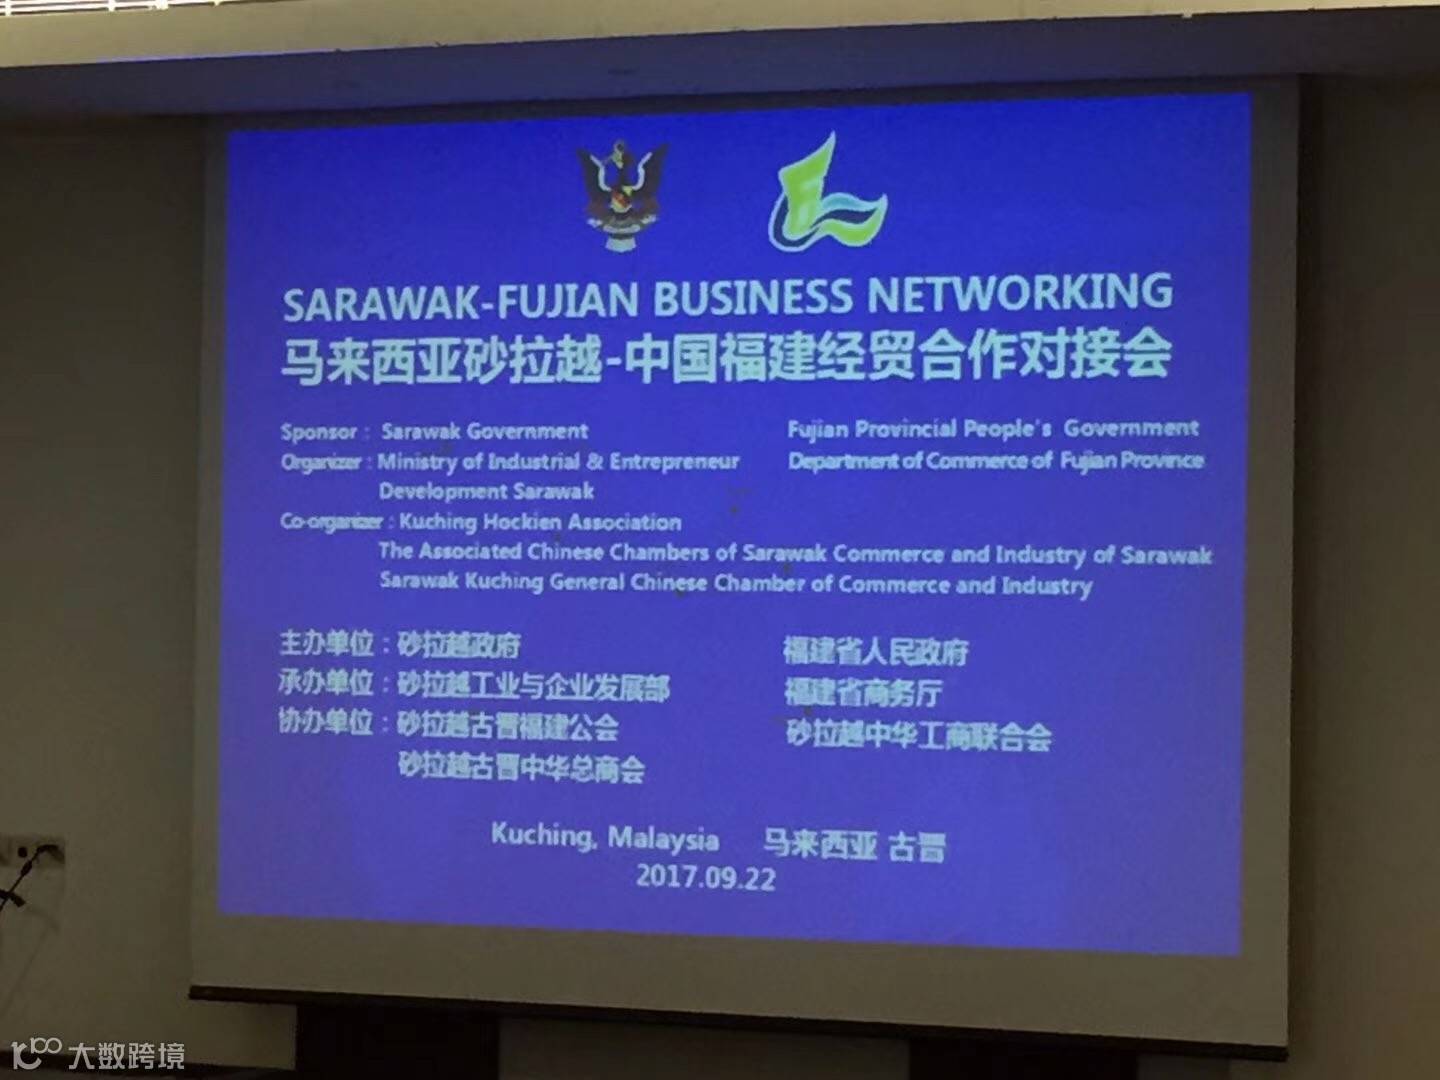 SARAWAK-FUJIAN BUSINESS NETWORKING
马来西亚砂拉越-中国福建经贸合作对接会
Sponsor : Sarawak Government Fujian Provincial People's Government
Organizer : Ministry of Industrial & Entrepreneur Department of Commerce of Fujian Province
Development Sarawak
Co-organizer : Kuching Hockien Association
The Associated Chinese Chambers of Sarawak Commerce and Industry of Sarawak
Sarawak Kuching General Chinese Chamber of Commerce and Industry
主办单位：砂拉越政府 福建省人民政府
承办单位：砂拉越工业与企业发展部 福建省商务厅
协办单位：砂拉越古晋福建公会 砂拉越中华工商联合会
砂拉越古晋中华总商会
Kuching, Malaysia 马来西亚 古晋
2017.09.22
大数跨境